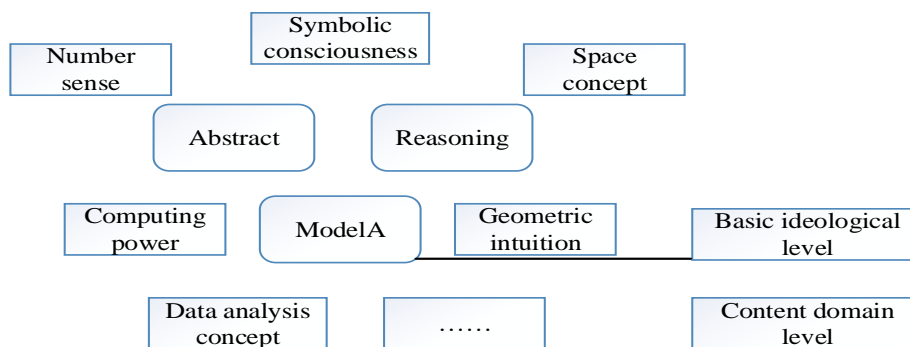 Symbolic
consciousness
Number
sense
Space
concept
Abstract
Reasoning
Computing
power
ModelA
Geometric
intuition
Basic ideological
level
Data analysis
concept
……
Content domain
level